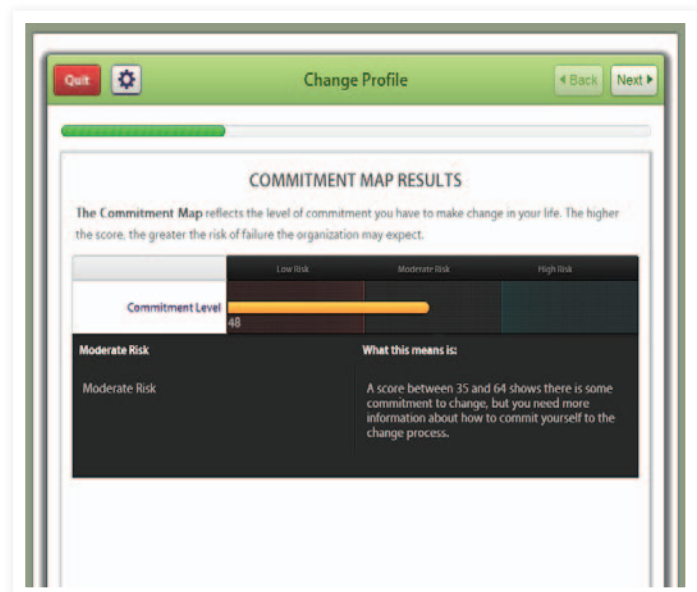 Quit
Change Profile
Back
Next
COMMITMENT MAP RESULTS
The Commitment Map reflects the level of commitment you have to make change in your life. The higher
the score, the greater the risk of failure the organization may expect.
Low Risk
Moderate Risk
High Risk
Commitment Level
48
Moderate Risk
What this means is:
Moderate Risk
A score between 35 and 64 shows there is some
commitment to change, but you need more
information about how to commit yourself to the
change process.